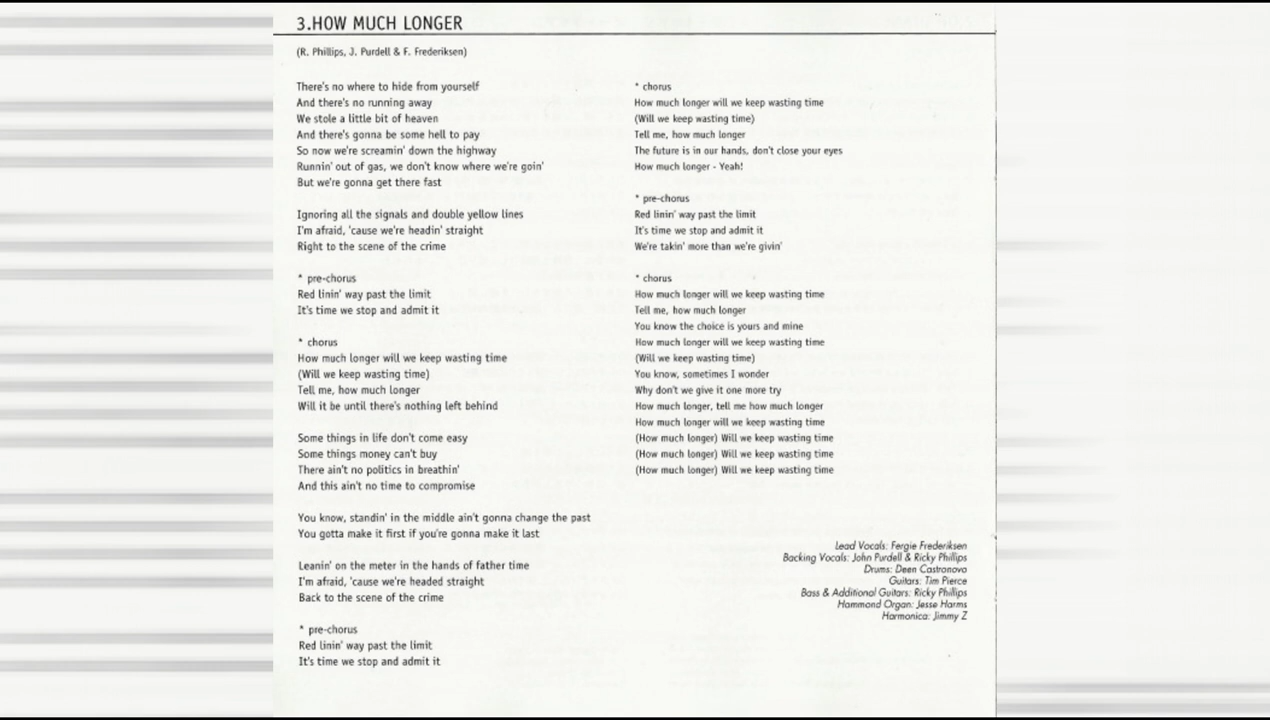 3.HOW MUCH LONGER
(R. Phillips, J. Purdell & F. Frederiksen)
There's no where to hide from yourself
And there's no running away
We stole a little bit of heaven
And there's gonna be some hell to pay
So now we're screamin' down the highway
Runnin' out of gas, we don't know where we're goin'
But we're gonna get there fast
Ignoring all the signals and double yellow lines
I'm afraid, 'cause we're headin' straight
Right to the scene of the crime
* pre-chorus
Red linin' way past the limit
It's time we stop and admit it
* chorus
How much longer will we keep wasting time
(Will we keep wasting time)
Tell me, how much longer
Will it be until there's nothing left behind
Some things in life don't come easy
Some things money can't buy
There ain't no politics in breathin'
And this ain't no time to compromise
You know, standin' in the middle ain't gonna change the past
You gotta make it first if you're gonna make it last
Leanin' on the meter in the hands of father time
I'm afraid, 'cause we're headed straight
Back to the scene of the crime
* pre-chorus
Red linin' way past the limit
It's time we stop and admit it
* chorus
How much longer will we keep wasting time
(Will we keep wasting time)
Tell me, how much longer
The future is in our hands, don't close your eyes
How much longer - Yeah!
* pre-chorus
Red linin' way past the limit
It's time we stop and admit it
We're takin' more than we're givin'
* chorus
How much longer will we keep wasting time
Tell me, how much longer
You know the choice is yours and mine
How much longer will we keep wasting time
(Will we keep wasting time)
You know, sometimes I wonder
Why don't we give it one more try
How much longer, tell me how much longer
How much longer will we keep wasting time
(How much longer) Will we keep wasting time
(How much longer) Will we keep wasting time
(How much longer) Will we keep wasting time
Lead Vocals: Fergie Frederiksen
Backing Vocals: John Purdell & Ricky Phillips
Drums: Deen Castronovo
Guitars: Tim Pierce
Bass & Additional Guitars: Ricky Phillips
Hammond Organ: Jesse Harms
Harmonica: Jimmy Z